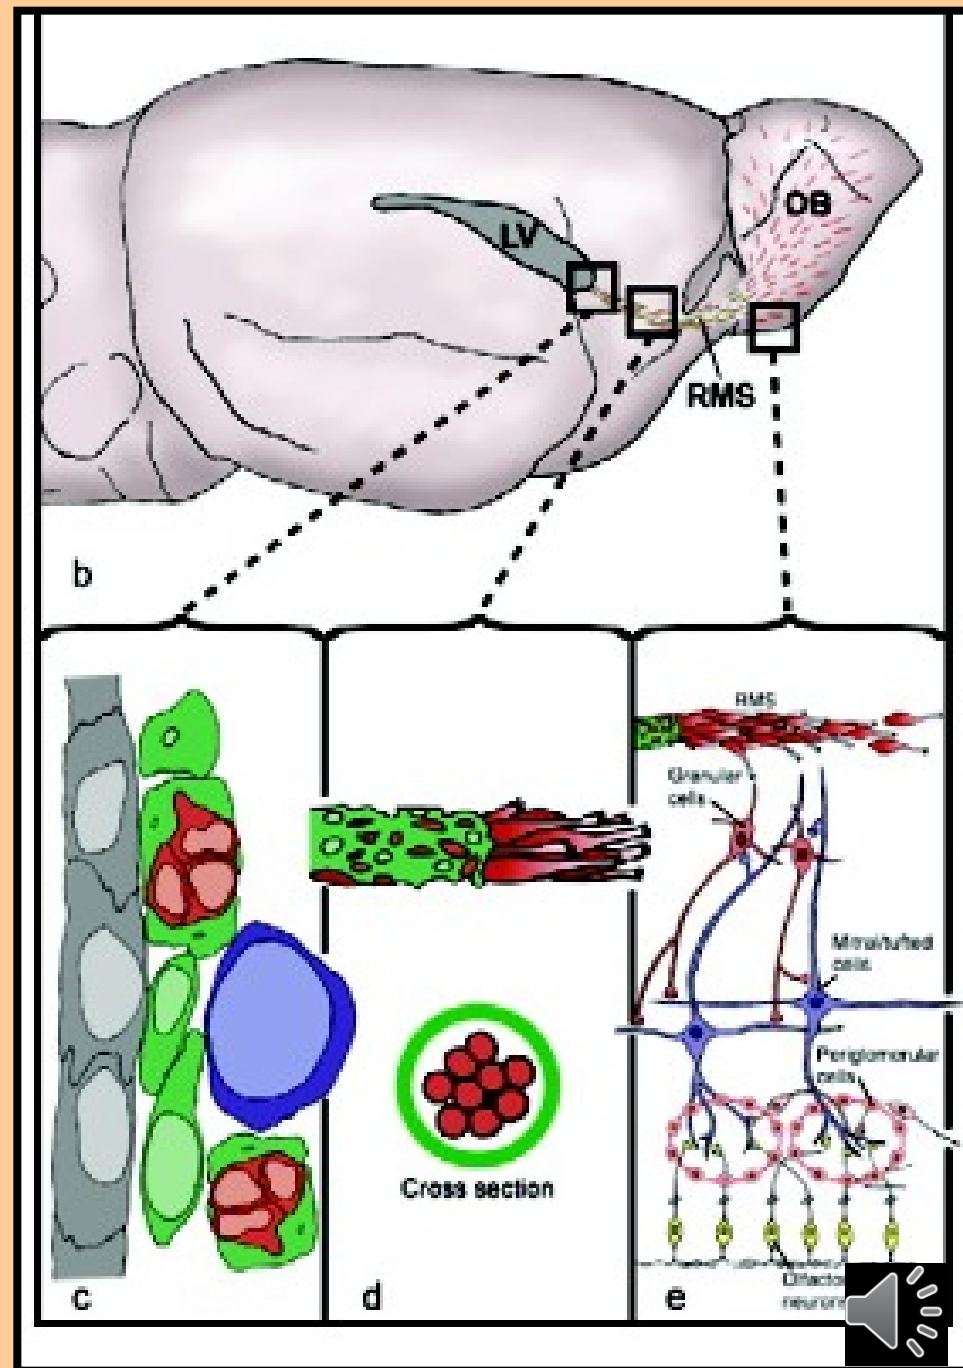 LV
OB
RMS
b
RMS
Granular
cells
Mitral/tufted
cells
Periglomerular
cells
Cross section
c
d
e